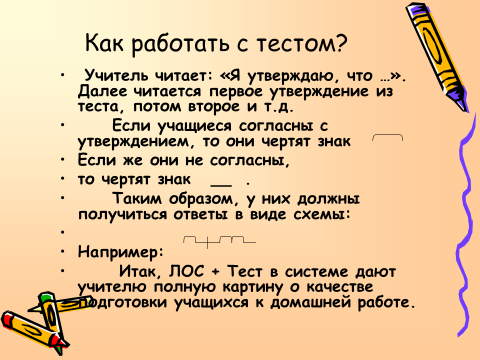 Как работать с тестом?
• Учитель читает: «Я утверждаю, что …».
Далее читается первое утверждение из
теста, потом второе и т.д.
• Если учащиеся согласны с
утверждением, то они чертят знак
• Если же они не согласны,
• то чертят знак __ .
• Таким образом, у них должны
получиться ответы в виде схемы:
•
• Например:
• Итак, ЛОС + Тест в системе дают
учителю полную картину о качестве
подготовки учащихся к домашней работе.